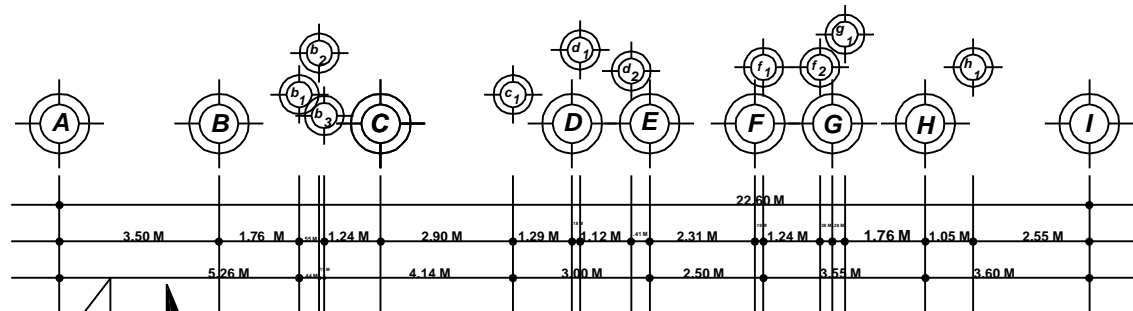 g1
b2
d1
d2
f1
f2
h1
b1
c1
b3
A
B
C
D
E
F
G
H
I
22.60 M
3.50 M
1.76 M
1.24 M
2.90 M
1.29 M
1.12 M
.41 M
2.31 M
1.24 M
1.76 M
1.05 M
2.55 M
5.26 M
.44 M
4.14 M
3.00 M
2.50 M
3.55 M
3.60 M